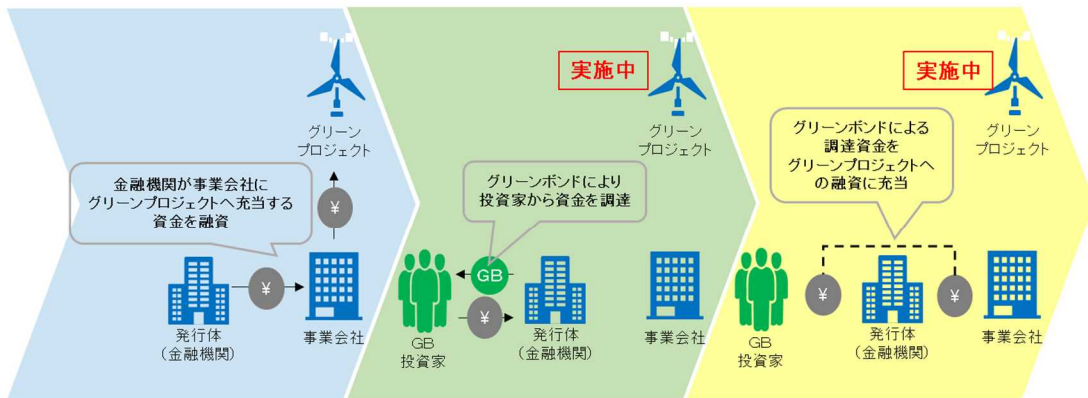 グリーン
プロジェクト
金融機関が事業会社に
グリーンプロジェクトへ充当する
資金を融資
¥
¥
発行体
(金融機関)
事業会社
実施中
グリーン
プロジェクト
グリーンボンドにより
投資家から資金を調達
GB
¥
GB
投資家
発行体
(金融機関)
事業会社
実施中
グリーン
プロジェクト
グリーンボンドによる
調達資金を
グリーンプロジェクトへ
の融資に充当
¥
¥
GB
投資家
発行体
(金融機関)
事業会社